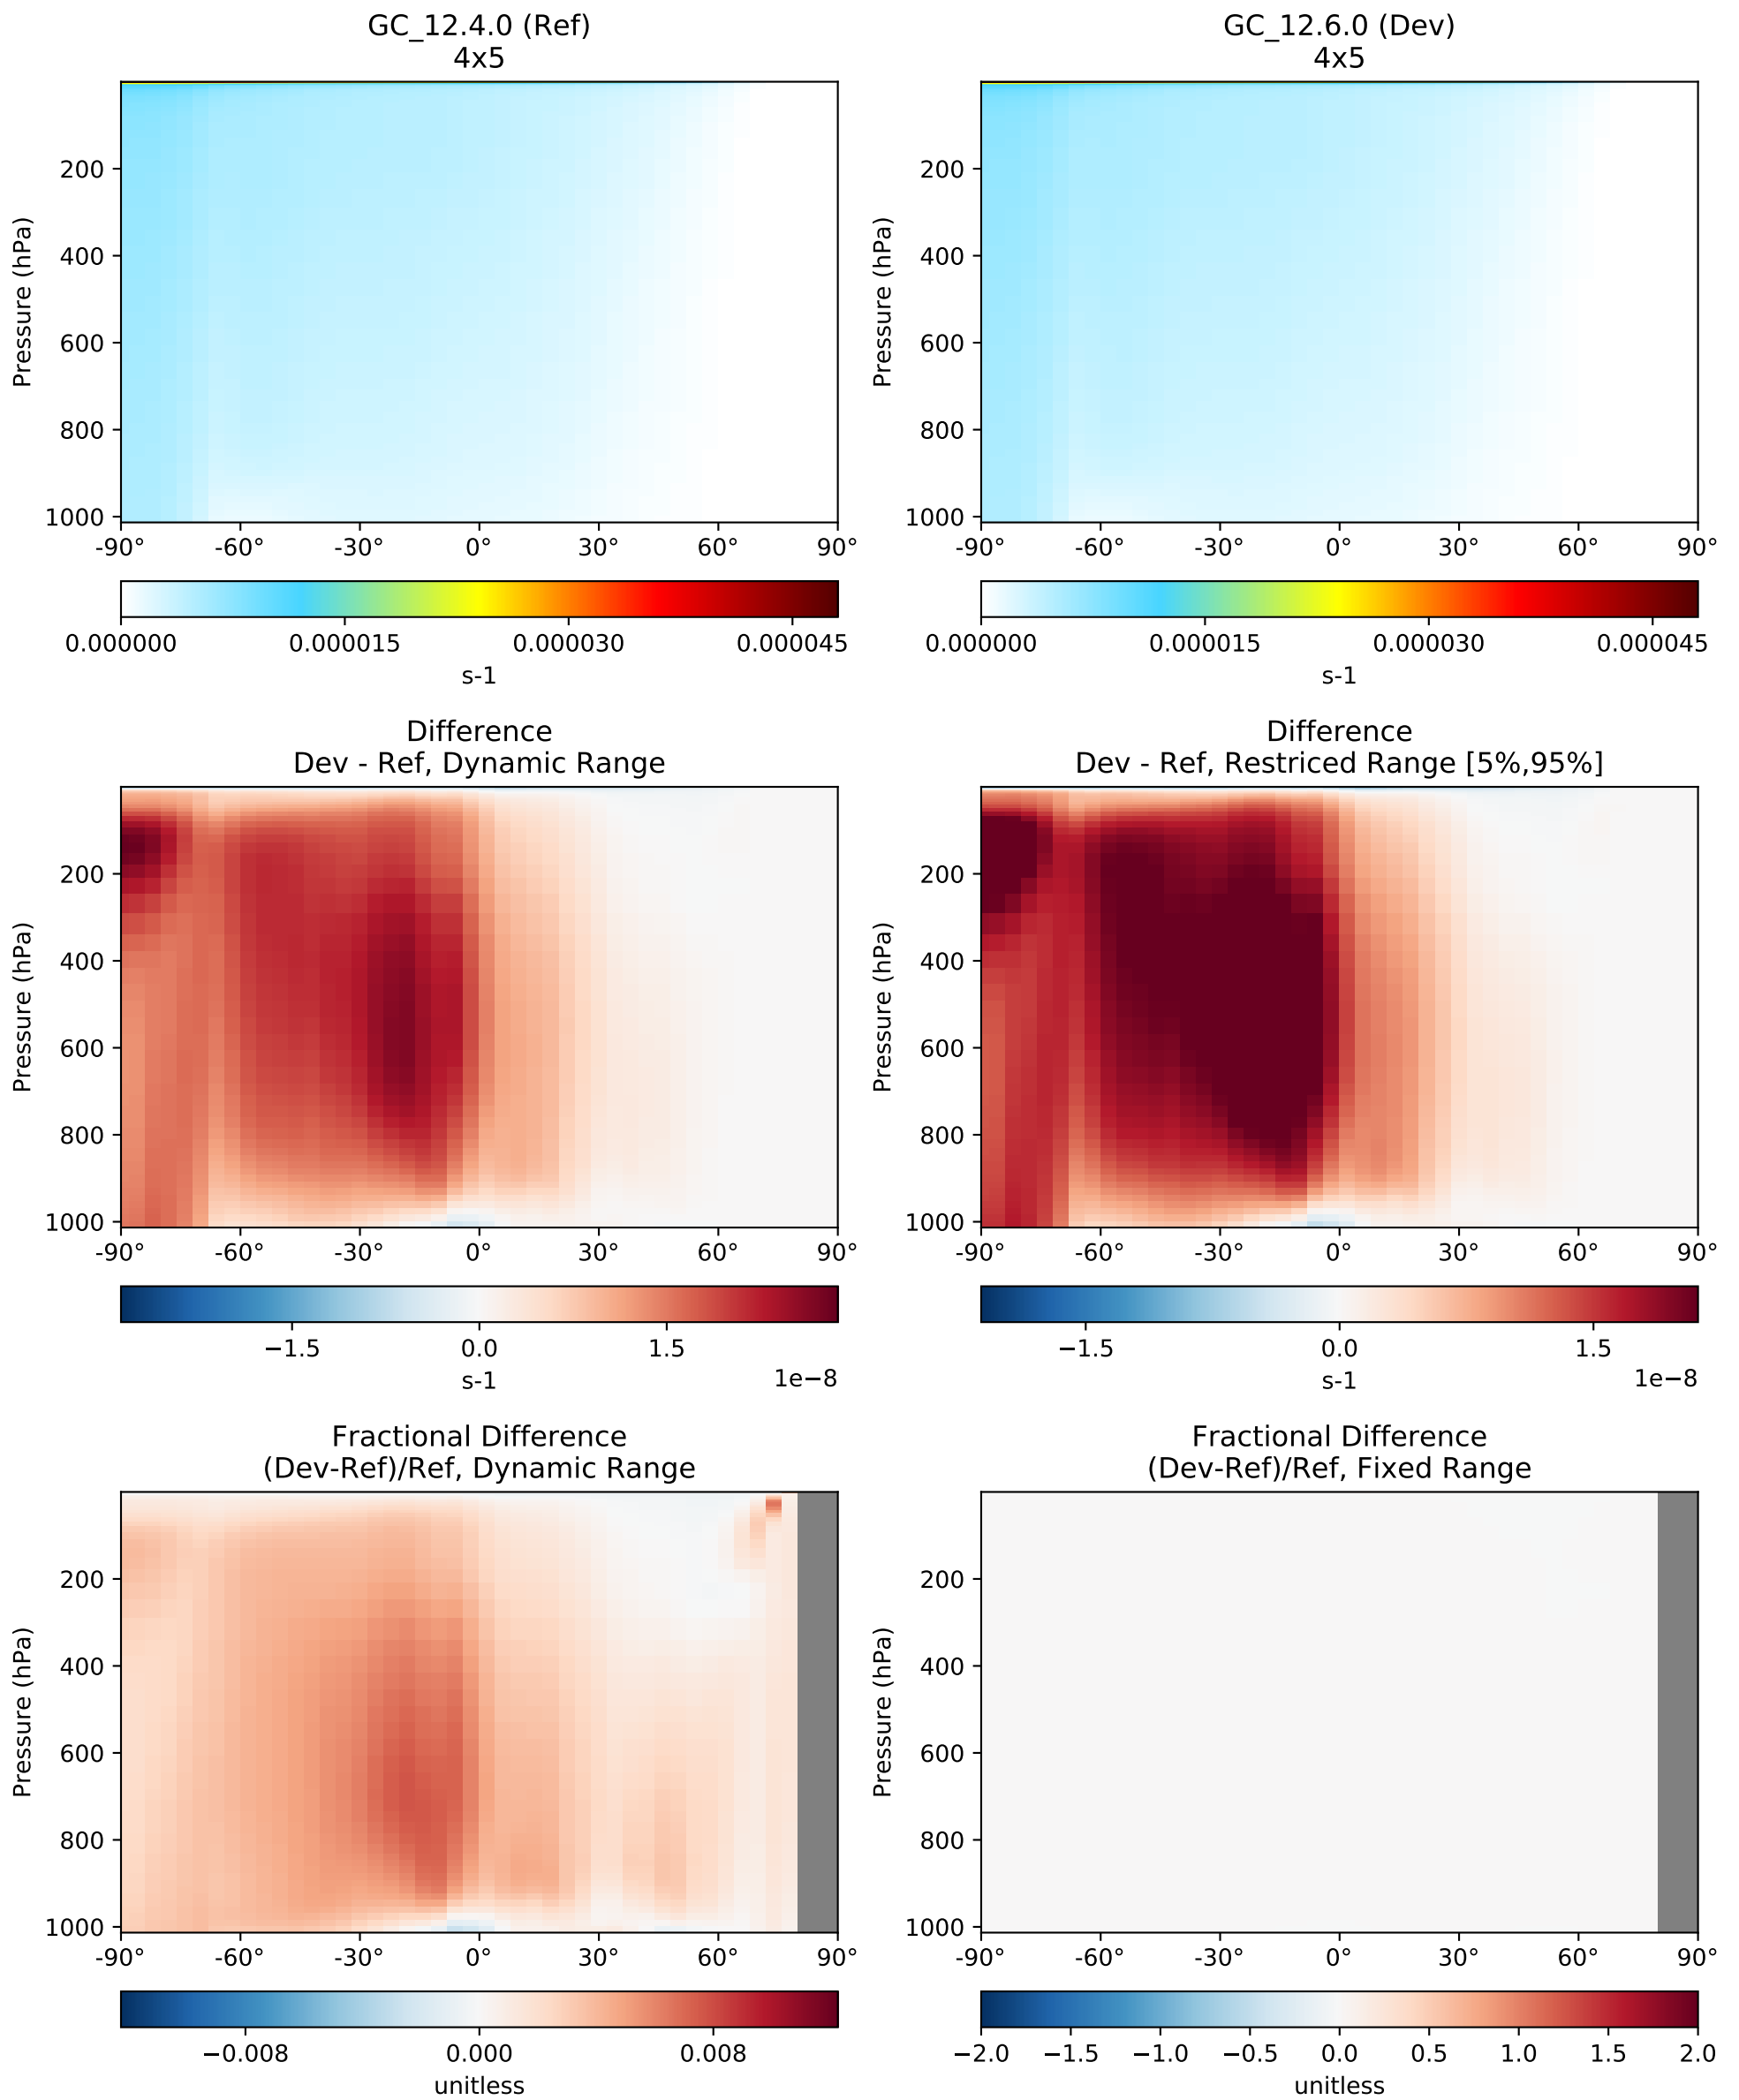 GC_12.4.0 (Ref)
4x5
Pressure (hPa)
200
400
600
800
1000
-90° -60° -30° 0° 30° 60° 90°
0.000000 0.000015 0.000030 0.000045
s-1
GC_12.6.0 (Dev)
4x5
Pressure (hPa)
200
400
600
800
1000
-90° -60° -30° 0° 30° 60° 90°
0.000000 0.000015 0.000030 0.000045
s-1
Difference
Dev - Ref, Dynamic Range
Pressure (hPa)
200
400
600
800
1000
-90° -60° -30° 0° 30° 60° 90°
−1.5 0.0 1.5
s-1 1e−8
Difference
Dev - Ref, Restriced Range [5%,95%]
Pressure (hPa)
200
400
600
800
1000
-90° -60° -30° 0° 30° 60° 90°
−1.5 0.0 1.5
s-1 1e−8
Fractional Difference
(Dev-Ref)/Ref, Dynamic Range
Pressure (hPa)
200
400
600
800
1000
-90° -60° -30° 0° 30° 60° 90°
−0.008 0.000 0.008
unitless
Fractional Difference
(Dev-Ref)/Ref, Fixed Range
Pressure (hPa)
200
400
600
800
1000
-90° -60° -30° 0° 30° 60° 90°
−2.0 −1.5 −1.0 −0.5 0.0 0.5 1.0 1.5 2.0
unitless